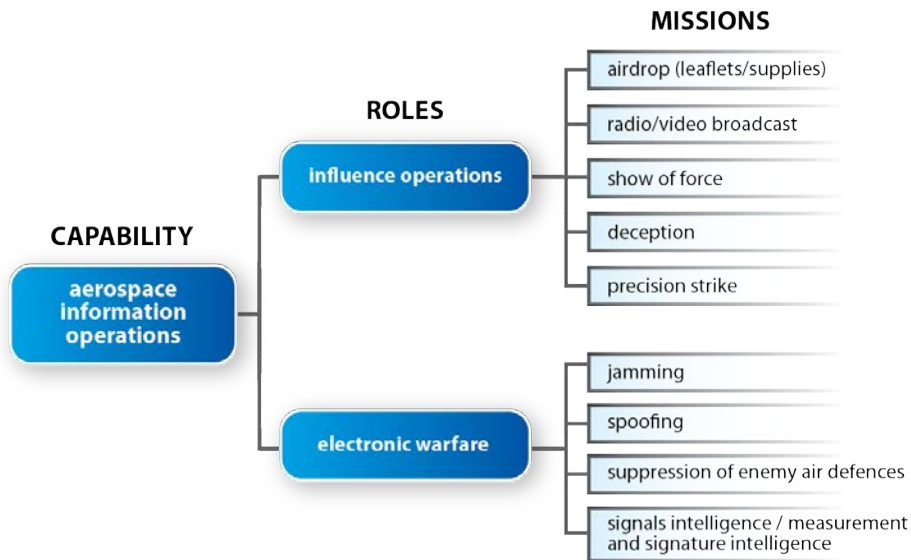 MISSIONS
airdrop (leaflets/supplies)
ROLES
radio/video broadcast
influence operations
show of force
CAPABILITY
deception
aerospace
information
operations
precision strike
jamming
electronic warfare
spoofing
suppression of enemy air defences
signals intelligence / measurement
and signature intelligence